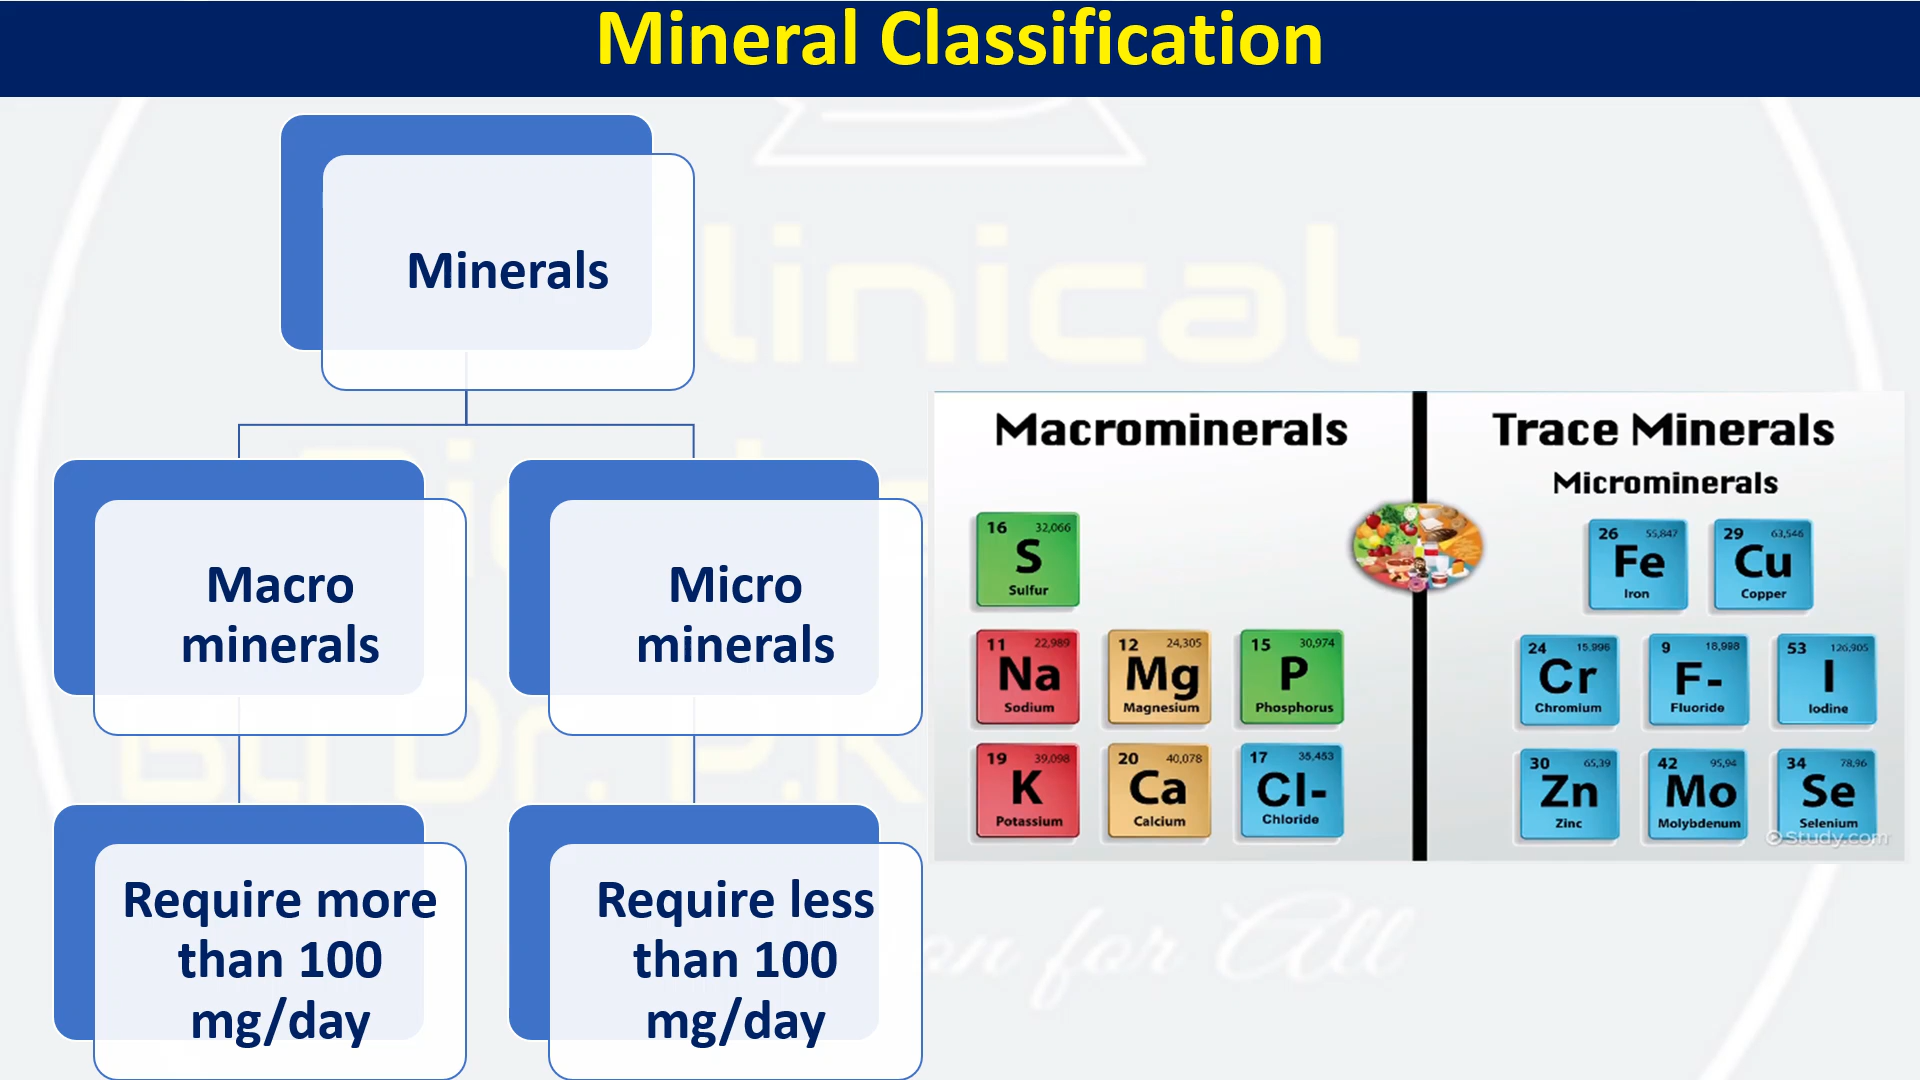 Mineral Classification
Minerals
Macro
minerals
Micro
minerals
Require more
than 100
mg/day
Require less
than 100
mg/day
Macrominerals
16 32,066
S
Sulfur
11 22,989
Na
Sodium
12 24,305
Mg
Magnesium
15 30,974
P
Phosphorus
19 39,098
K
Potassium
20 40,078
Ca
Calcium
17 35,453
Cl-
Chloride
Trace Minerals
Microminerals
26 55,847
Fe
Iron
29 63,546
Cu
Copper
24 15,996
Cr
Chromium
9 18,998
F-
Fluoride
53 126,905
I
Iodine
30 65,39
Zn
Zinc
42 95,94
Mo
Molybdenum
34 78,96
Se
Selenium
Study.com
linical
By Dr. P.K
for All